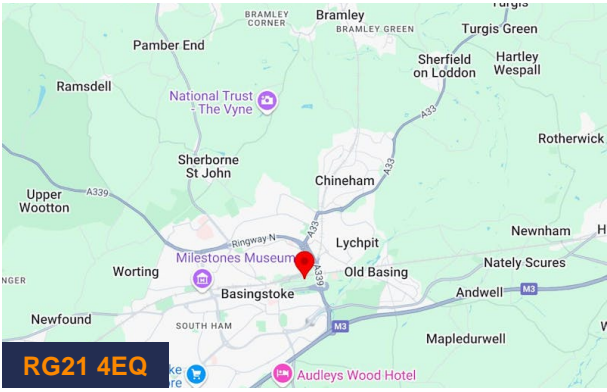 BRAMLEY
CORNER
Bramley
BRAMLEY GREEN
Turgis Green
Pamber End
Sherfield
on Loddon
Hartley
Wespall
Ramsdell
National Trust
- The Vyne
A33
Rotherwick
Sherborne
St John
A33
Chineham
A339
Upper
Wootton
A33
Ringway N
Lychpit
Newnham
Milestones Museum
A339
Old Basing
Nately Scures
Worting
Basingstoke
Andwell
M3
Newfound
SOUTH HAM
M3
Mapledurwell
RG21 4EQ
Audleys Wood Hotel